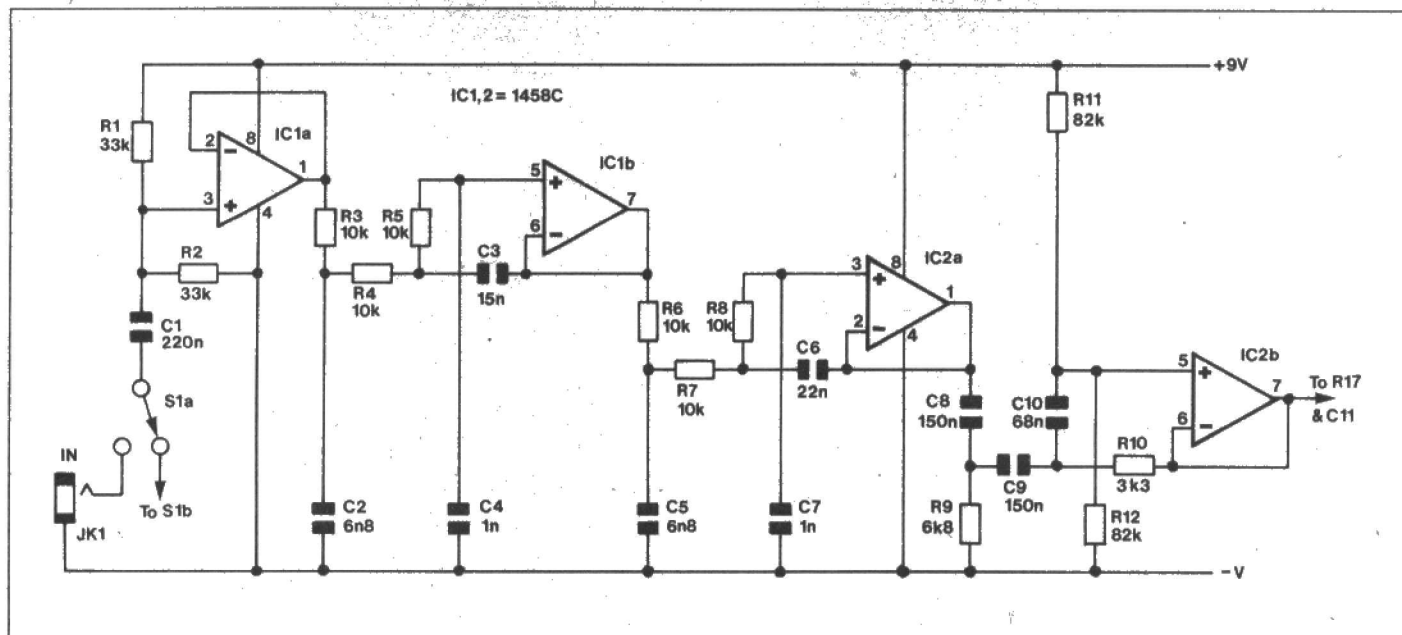 +9V
IC1,2 = 1458C
R1
33k
2
8
IC1a
1
3
4
R2
33k
C1
220n
S1a
IN
JK1
To S1b
R3
10k
R4
10k
R5
10k
C3
15n
5
IC1b
7
6
C2
6n8
C4
1n
R6
10k
R7
10k
R8
10k
C6
22n
3
8
IC2a
1
2
4
C5
6n8
C7
1n
C8
150n
R9
6k8
C9
150n
C10
68n
R11
82k
R10
3k3
R12
82k
5
IC2b
7
6
To R17
& C11
-V